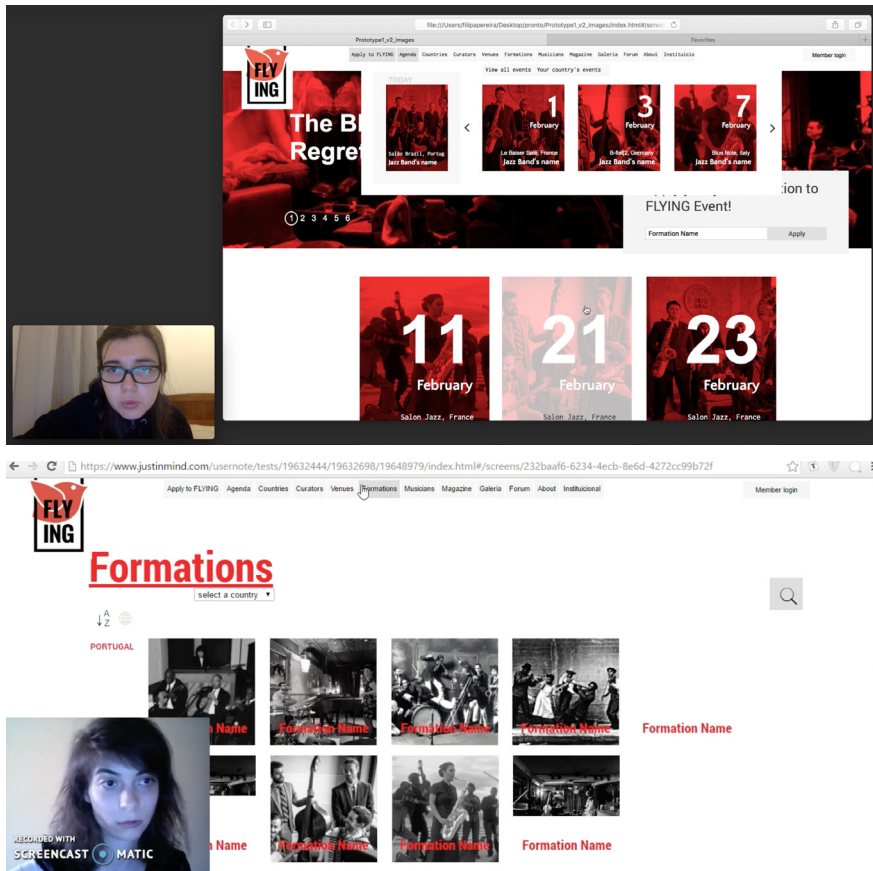 file:///Users/filipapereira/Desktop/pronto/Prototype1_v2_images/index.html#/scree
Prototype1_v2_images
Favorites
Apply to FLYING Agenda Countries Curators Venues Formations Musicians Magazine Galeria Forum About Instituicio
Member login
FLY
ING
View all events Your country's events
TODAY
1
February
3
February
7
February
Salão Brazil, Portug
Jazz Band's name
Le Baiser Salé, France
Jazz Band's name
B-flat2, Germany
Jazz Band's name
Blue Note, Italy
Jazz Band's name
The Bl
Regre
tion to
FLYING Event!
Formation Name
Apply
1 2 3 4 5 6
11
February
Salon Jazz, France
21
February
Salon Jazz, France
23
February
Salon Jazz, France
https://www.justinmind.com/usernote/tests/19632444/19632698/19648979/index.html#/screens/232baaf6-6234-4ecb-8e6d-4272cc99b72f
Apply to FLYING Agenda Countries Curators Venues Formations Musicians Magazine Galeria Forum About Instituicional
Member login
FLY
ING
Formations
select a country
A
Z
PORTUGAL
Name
Formation Name
Formation Name
Formation Name
Formation Name
n Name
Formation Name
Formation Name
Formation Name
RECORDED WITH
SCREENCAST MATIC